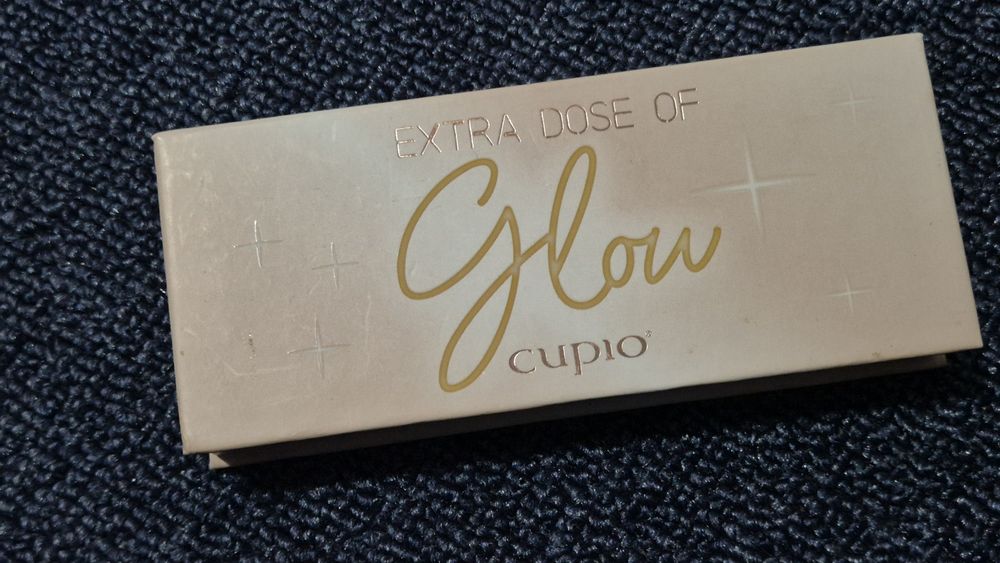 EXTRA DOSE OF
Glow
cupio